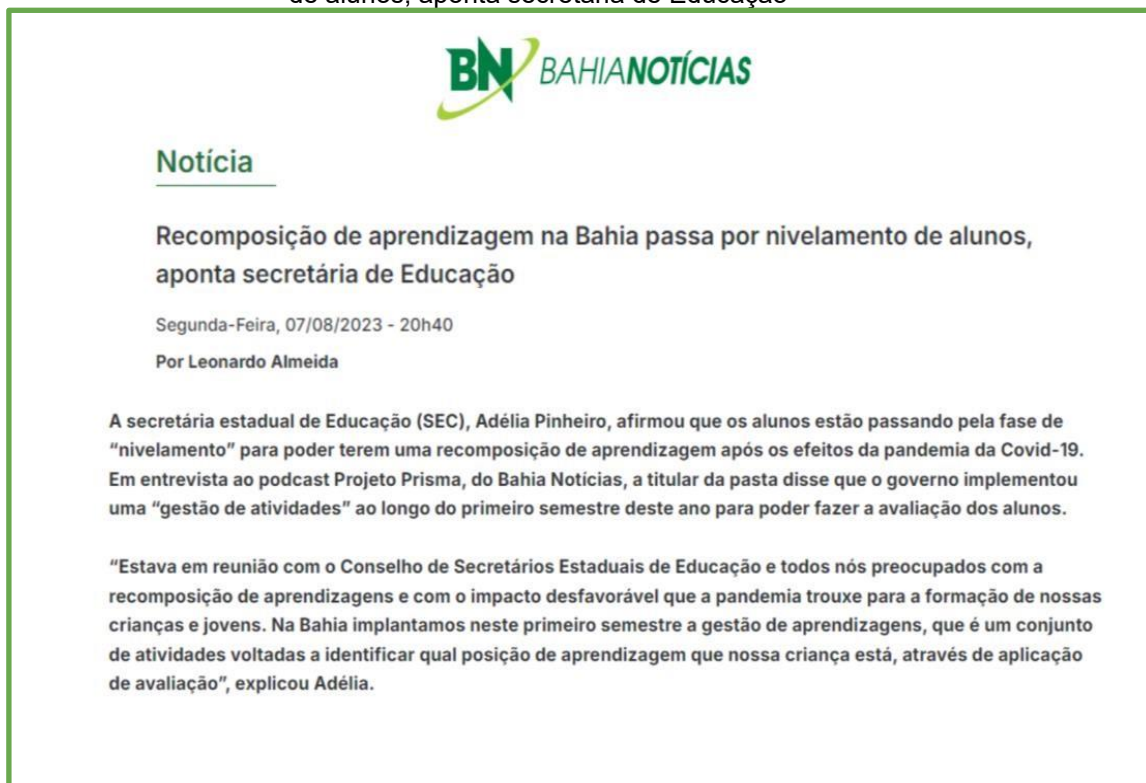 de alunos, aponta secretária de Educação
BN BAHIANOTÍCIAS
Notícia
Recomposição de aprendizagem na Bahia passa por nivelamento de alunos,
aponta secretária de Educação
Segunda-Feira, 07/08/2023 - 20h40
Por Leonardo Almeida
A secretária estadual de Educação (SEC), Adélia Pinheiro, afirmou que os alunos estão passando pela fase de
“nivelamento” para poder terem uma recomposição de aprendizagem após os efeitos da pandemia da Covid-19.
Em entrevista ao podcast Projeto Prisma, do Bahia Notícias, a titular da pasta disse que o governo implementou
uma “gestão de atividades” ao longo do primeiro semestre deste ano para poder fazer a avaliação dos alunos.
“Estava em reunião com o Conselho de Secretários Estaduais de Educação e todos nós preocupados com a
recomposição de aprendizagens e com o impacto desfavorável que a pandemia trouxe para a formação de nossas
crianças e jovens. Na Bahia implantamos neste primeiro semestre a gestão de aprendizagens, que é um conjunto
de atividades voltadas a identificar qual posição de aprendizagem que nossa criança está, através de aplicação
de avaliação”, explicou Adélia.